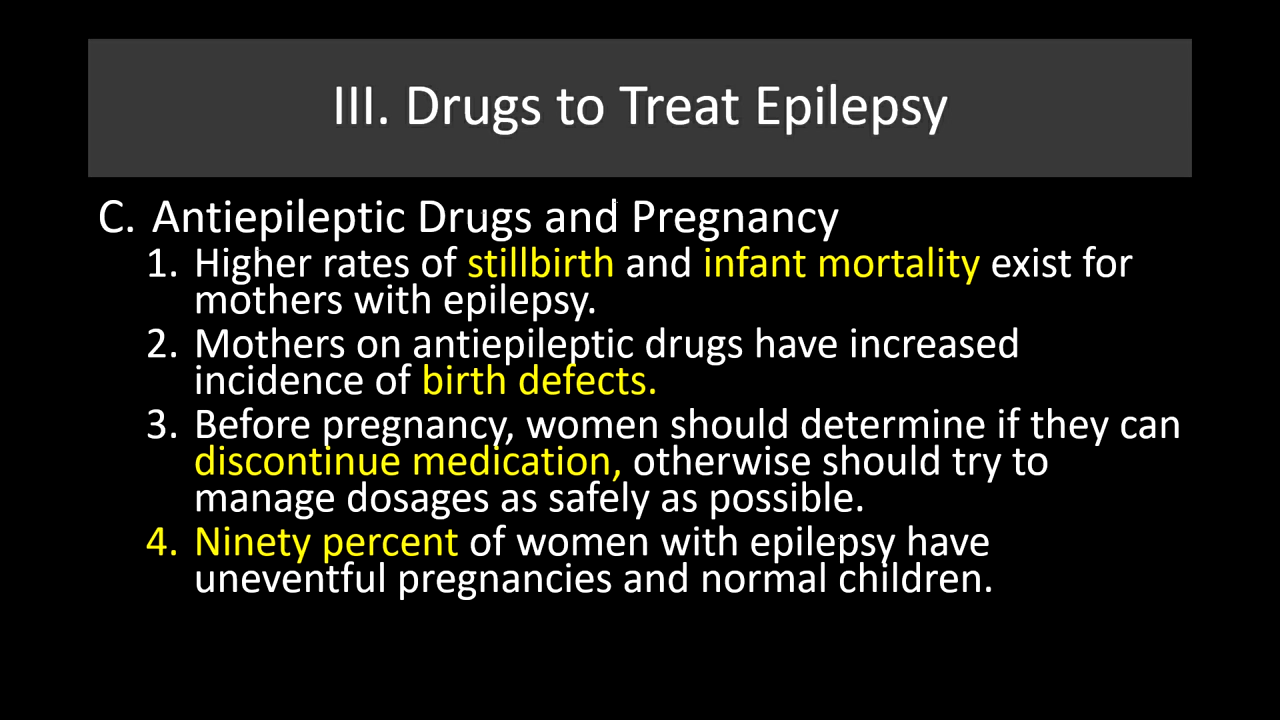 III. Drugs to Treat Epilepsy
C. Antiepileptic Drugs and Pregnancy
1. Higher rates of stillbirth and infant mortality exist for
mothers with epilepsy.
2. Mothers on antiepileptic drugs have increased
incidence of birth defects.
3. Before pregnancy, women should determine if they can
discontinue medication, otherwise should try to
manage dosages as safely as possible.
4. Ninety percent of women with epilepsy have
uneventful pregnancies and normal children.